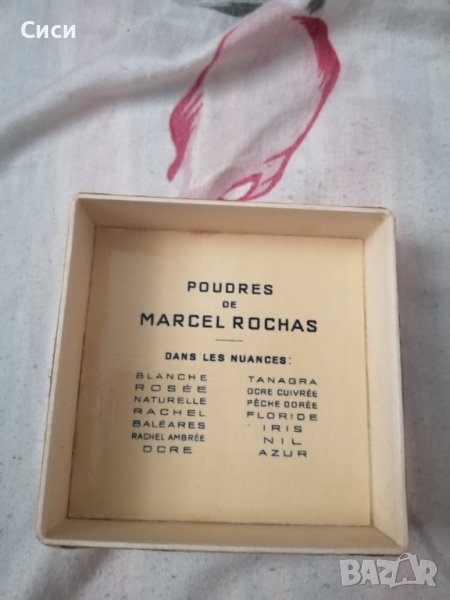 Сиси
POUDRES
DE
MARCEL ROCHAS
DANS LES NUANCES:
BLANCHE
ROSÉE
NATURELLE
RACHEL
BALÉARES
RACHEL AMBRÉE
OCRE
TANAGRA
OCRE CUIVRÉE
PÊCHE DORÉE
FLORIDE
IRIS
NIL
AZUR
BAZAR